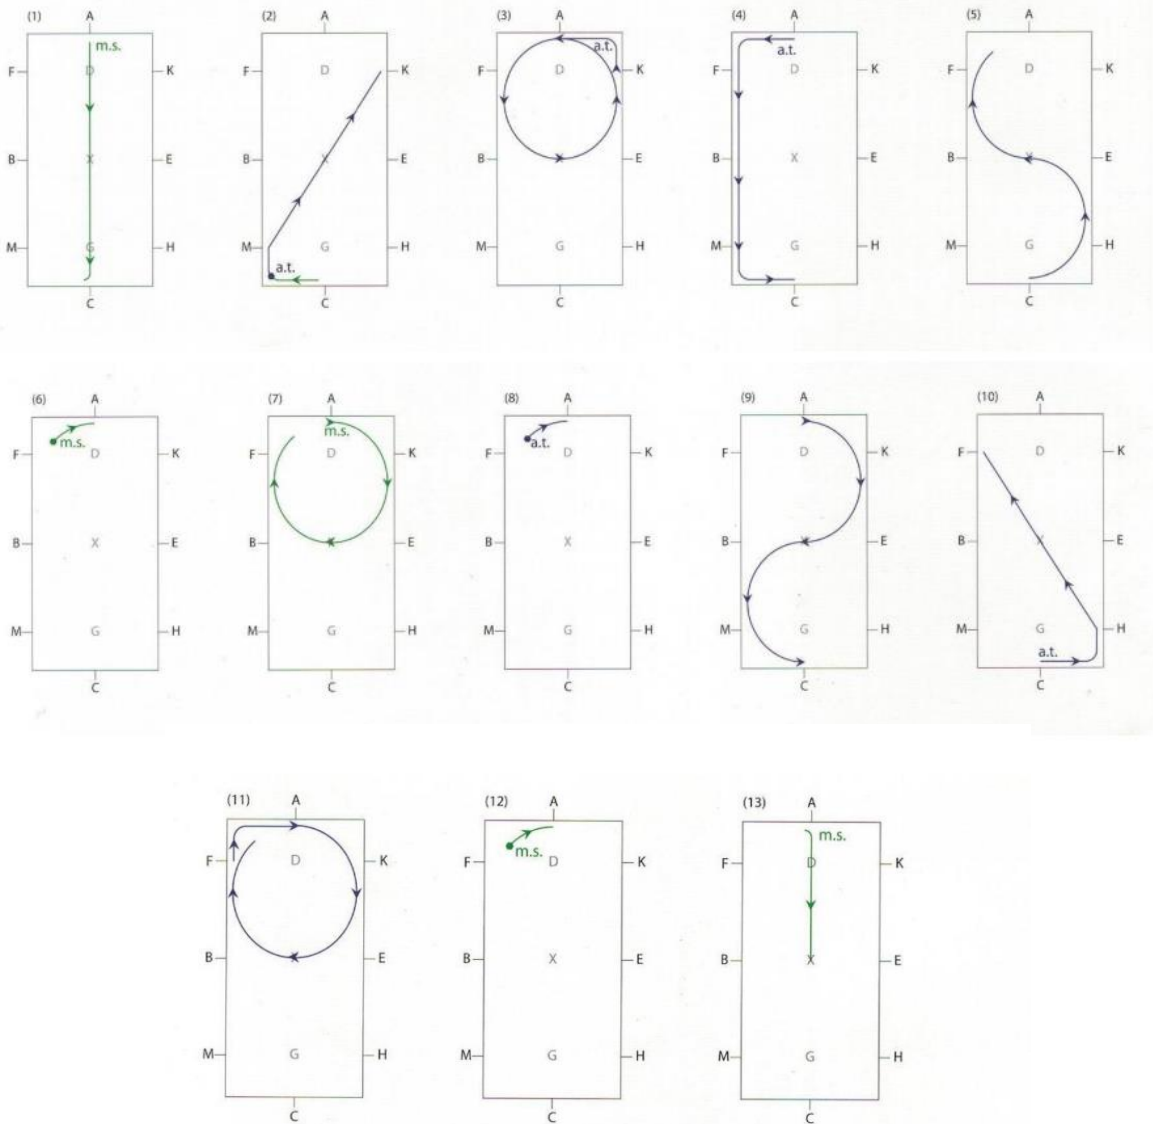 (1) A
m.s.
F D K
B X E
M G H
C
(2) A
F D K
B X E
M G H
a.t.
C
(3) A
a.t.
F D K
B X E
M G H
C
(4) A
a.t.
F D K
B X E
M G H
C
(5) A
F D K
B X E
M G H
C
(6) A
m.s.
F D K
B X E
M G H
C
(7) A
m.s.
F D K
B X E
M G H
C
(8) A
a.t.
F D K
B X E
M G H
C
(9) A
F D K
B X E
M G H
C
(10) A
F D K
B X E
M G H
a.t.
C
(11) A
F D K
B X E
M G H
C
(12) A
m.s.
F D K
B X E
M G H
C
(13) A
m.s.
F D K
B X E
M G H
C